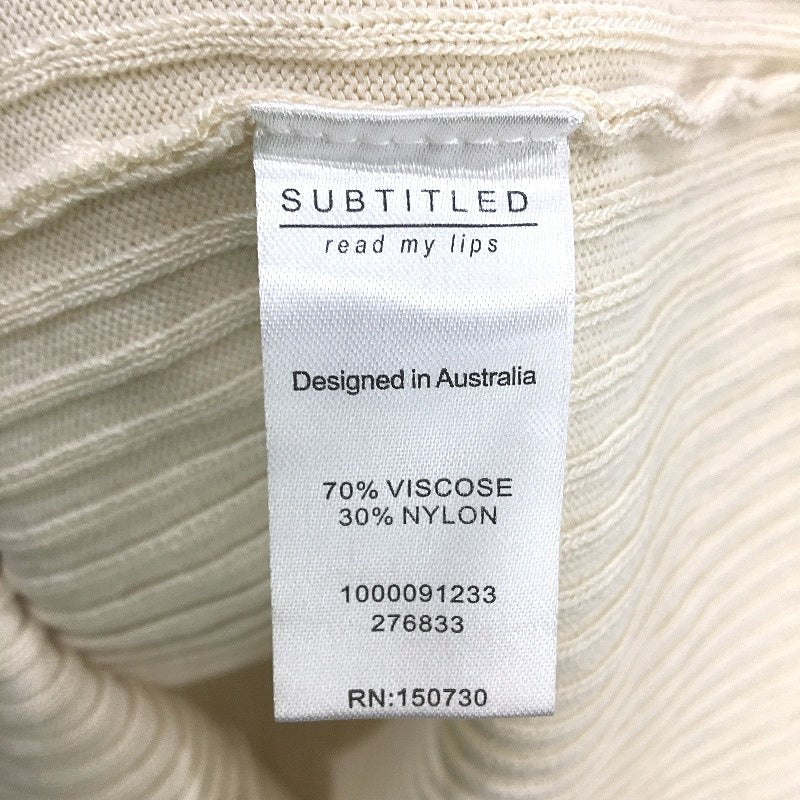 SUBTITLED
read my lips
Designed in Australia
70% VISCOSE
30% NYLON
1000091233
276833
RN:150730